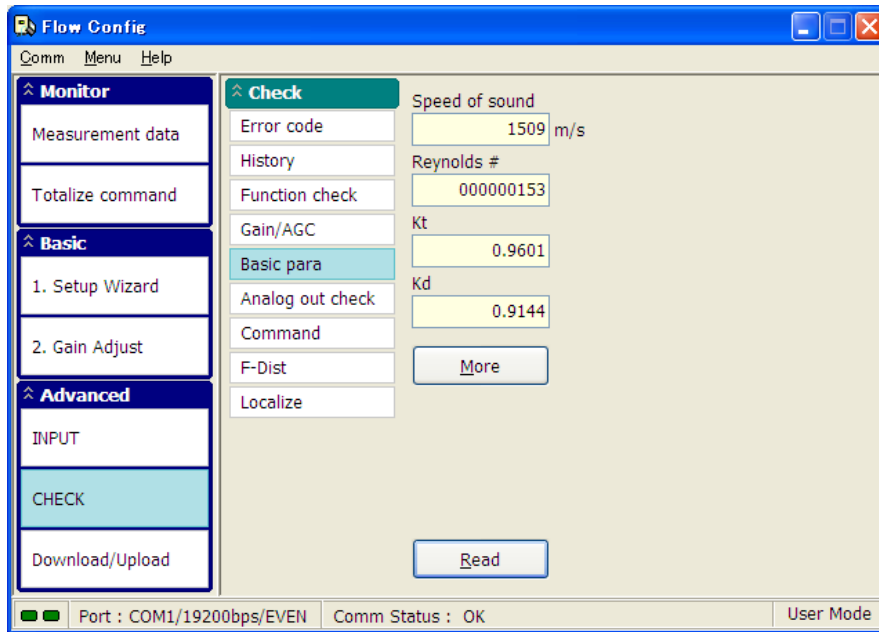 Flow Config
Comm Menu Help
Monitor
Measurement data
Totalize command
Basic
1. Setup Wizard
2. Gain Adjust
Advanced
INPUT
CHECK
Download/Upload
Check
Error code
History
Function check
Gain/AGC
Basic para
Analog out check
Command
F-Dist
Localize
Speed of sound
1509 m/s
Reynolds #
000000153
Kt
0.9601
Kd
0.9144
More
Read
Port : COM1/19200bps/EVEN Comm Status : OK User Mode